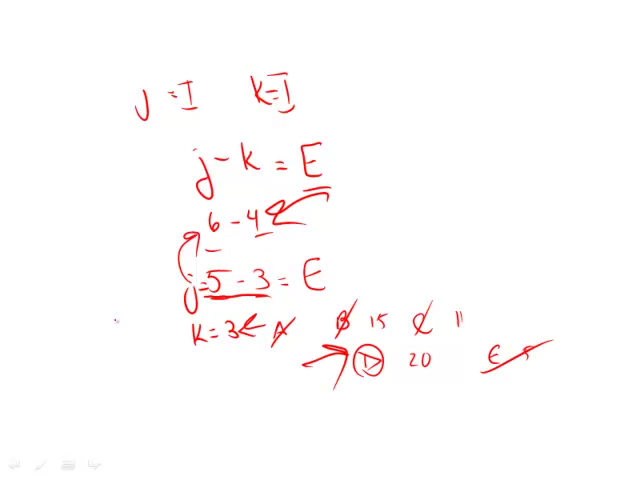 j = I k = I
j - k = E
6 - 4
j = 5 - 3 = E
k = 3 A B 15 C 11
D 20 E